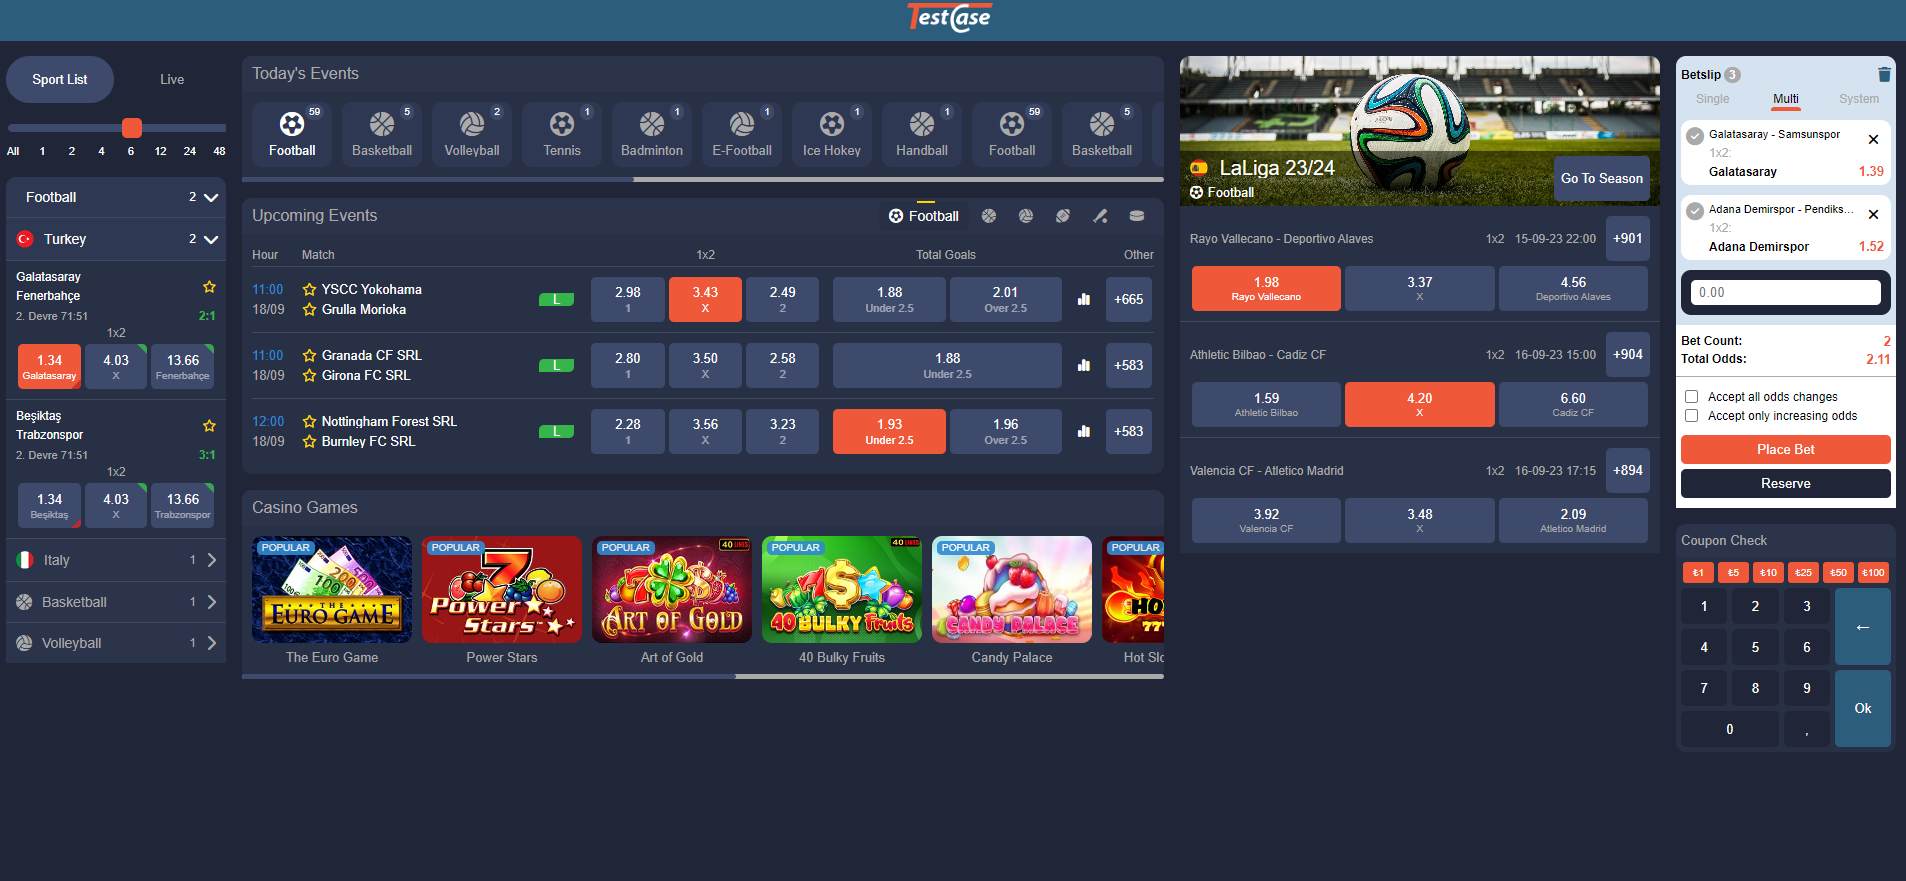 TestCase
Sport List
Live
All 1 2 4 6 12 24 48
Football 2
Turkey 2
Galatasaray
Fenerbahçe
2. Devre 71:51 2:1
1x2
1.34 4.03 13.66
Galatasaray X Fenerbahçe
Beşiktaş
Trabzonspor
2. Devre 71:51 3:1
1x2
1.34 4.03 13.66
Beşiktaş X Trabzonspor
Italy 1
Basketball 1
Volleyball 1
Today's Events
59 5 2 1 1 1 1 1 59 5
Football Basketball Volleyball Tennis Badminton E-Football Ice Hokey Handball Football Basketball
Upcoming Events
Football
Hour Match 1x2 Total Goals Other
11:00 YSCC Yokohama
18/09 Grulla Morioka
L
2.98 3.43 2.49 1.88 2.01
1 X 2 Under 2.5 Over 2.5
+665
11:00 Granada CF SRL
18/09 Girona FC SRL
L
2.80 3.50 2.58 1.88
1 X 2 Under 2.5
+583
12:00 Nottingham Forest SRL
18/09 Burnley FC SRL
L
2.28 3.56 3.23 1.93 1.96
1 X 2 Under 2.5 Over 2.5
+583
Casino Games
POPULAR
THE
EURO GAME
The Euro Game
POPULAR
7
Power
Stars
Power Stars
POPULAR
40 LINES
ART OF GOLD
Art of Gold
POPULAR
40 LINES
40 BULKY Fruits
40 Bulky Fruits
POPULAR
CANDY PALACE
Candy Palace
POPULAR
HO
77
Hot Slo
LaLiga 23/24
Football
Go To Season
Rayo Vallecano - Deportivo Alaves 1x2 15-09-23 22:00 +901
1.98 3.37 4.56
Rayo Vallecano X Deportivo Alaves
Athletic Bilbao - Cadiz CF 1x2 16-09-23 15:00 +904
1.59 4.20 6.60
Athletic Bilbao X Cadiz CF
Valencia CF - Atletico Madrid 1x2 16-09-23 17:15 +894
3.92 3.48 2.09
Valencia CF X Atletico Madrid
Betslip 3
Single Multi System
Galatasaray - Samsunspor
1x2:
Galatasaray 1.39
Adana Demirspor - Pendiks...
1x2:
Adana Demirspor 1.52
0.00
Bet Count: 2
Total Odds: 2.11
Accept all odds changes
Accept only increasing odds
Place Bet
Reserve
Coupon Check
₺1 ₺5 ₺10 ₺25 ₺50 ₺100
1 2 3 ←
4 5 6
7 8 9 Ok
0 ,